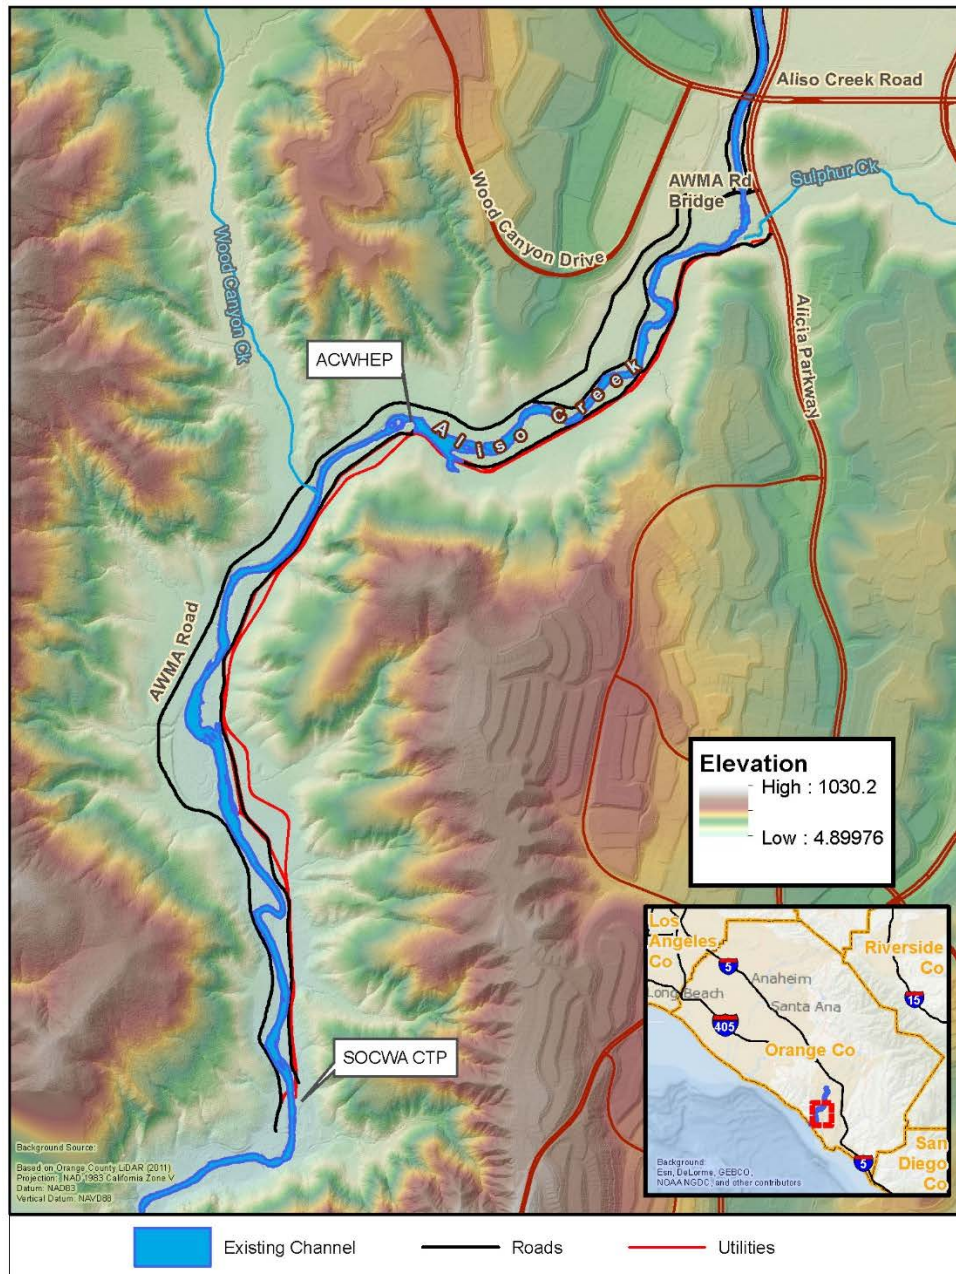 Aliso Creek Road
AWMA Rd
Bridge
Sulphur Ck
Wood Canyon Drive
Wood Canyon Ck
Alicia Parkway
ACWHEP
Aliso Creek
AWMA Road
Elevation
High : 1030.2
Low : 4.89976
SOCWA CTP
Los
Angeles
Co
Riverside
Co
5
Anaheim
Long Beach
Santa Ana
15
405
Orange Co
San
Diego
Co
5
Background:
Esri, DeLorme, GEBCO,
NOAA NGDC, and other contributors
Background Source:
Based on Orange County LiDAR (2011)
Projection: NAD 1983 California Zone V
Datum: NAD83
Vertical Datum: NAVD88
Existing Channel
Roads
Utilities